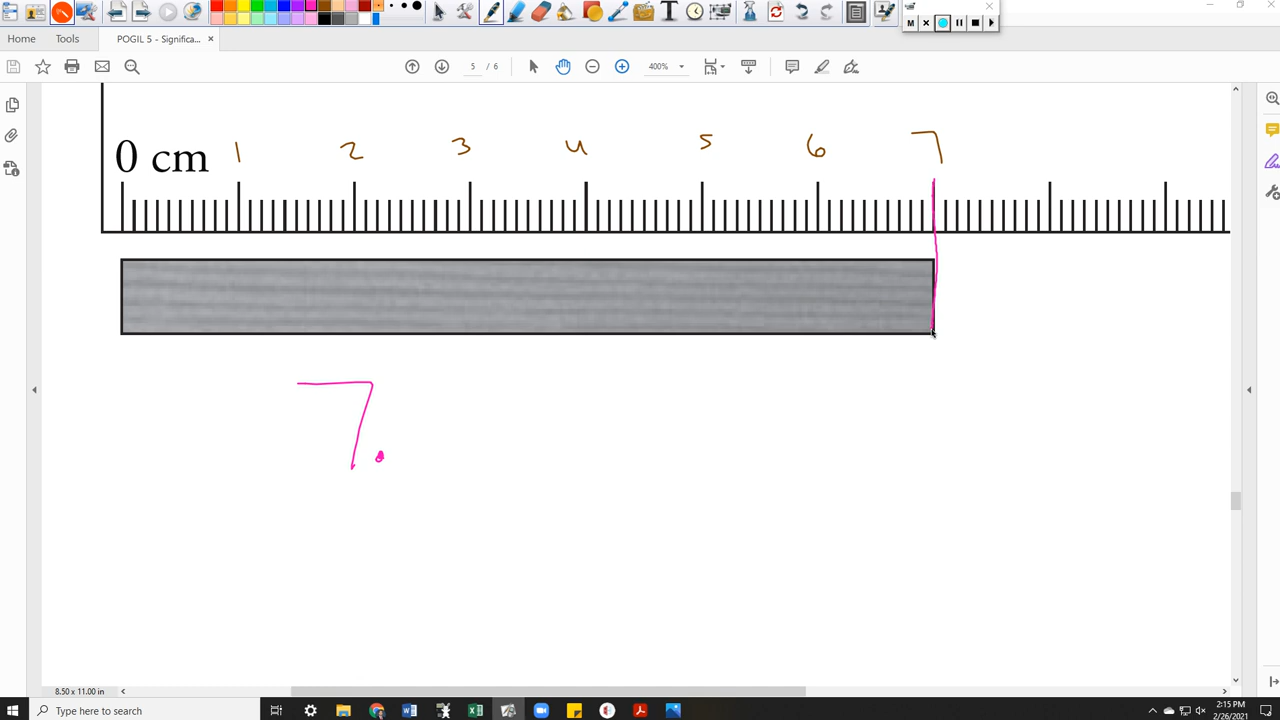 M
Home Tools POGIL 5 - Significa... ×
5 / 6 400%
0 cm 1 2 3 4 5 6 7
7.
8.50 x 11.00 in
Type here to search
2:15 PM
2/26/2021